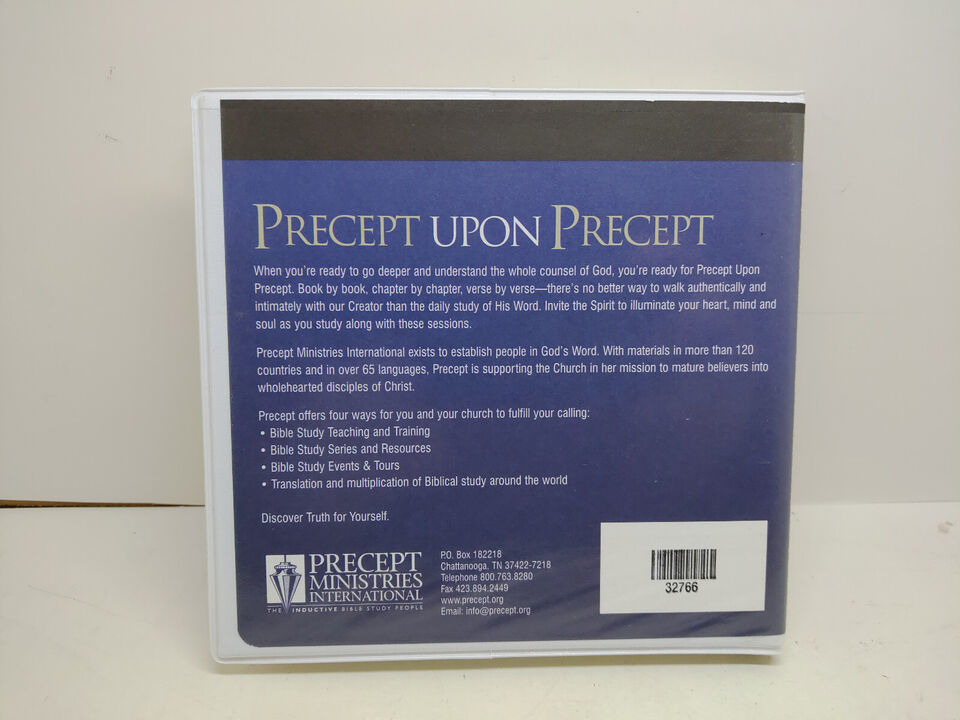 PRECEPT UPON PRECEPT
When you're ready to go deeper and understand the whole counsel of God, you're ready for Precept Upon
Precept. Book by book, chapter by chapter, verse by verse—there's no better way to walk authentically and
intimately with our Creator than the daily study of His Word. Invite the Spirit to illuminate your heart, mind and
soul as you study along with these sessions.
Precept Ministries International exists to establish people in God's Word. With materials in more than 120
countries and in over 65 languages, Precept is supporting the Church in her mission to mature believers into
wholehearted disciples of Christ.
Precept offers four ways for you and your church to fulfill your calling:
• Bible Study Teaching and Training
• Bible Study Series and Resources
• Bible Study Events & Tours
• Translation and multiplication of Biblical study around the world
Discover Truth for Yourself.
PRECEPT
MINISTRIES
INTERNATIONAL
THE INDUCTIVE BIBLE STUDY PEOPLE
P.O. Box 182218
Chattanooga, TN 37422-7218
Telephone 800.763.8280
Fax 423.894.2449
www.precept.org
Email: info@precept.org
32766